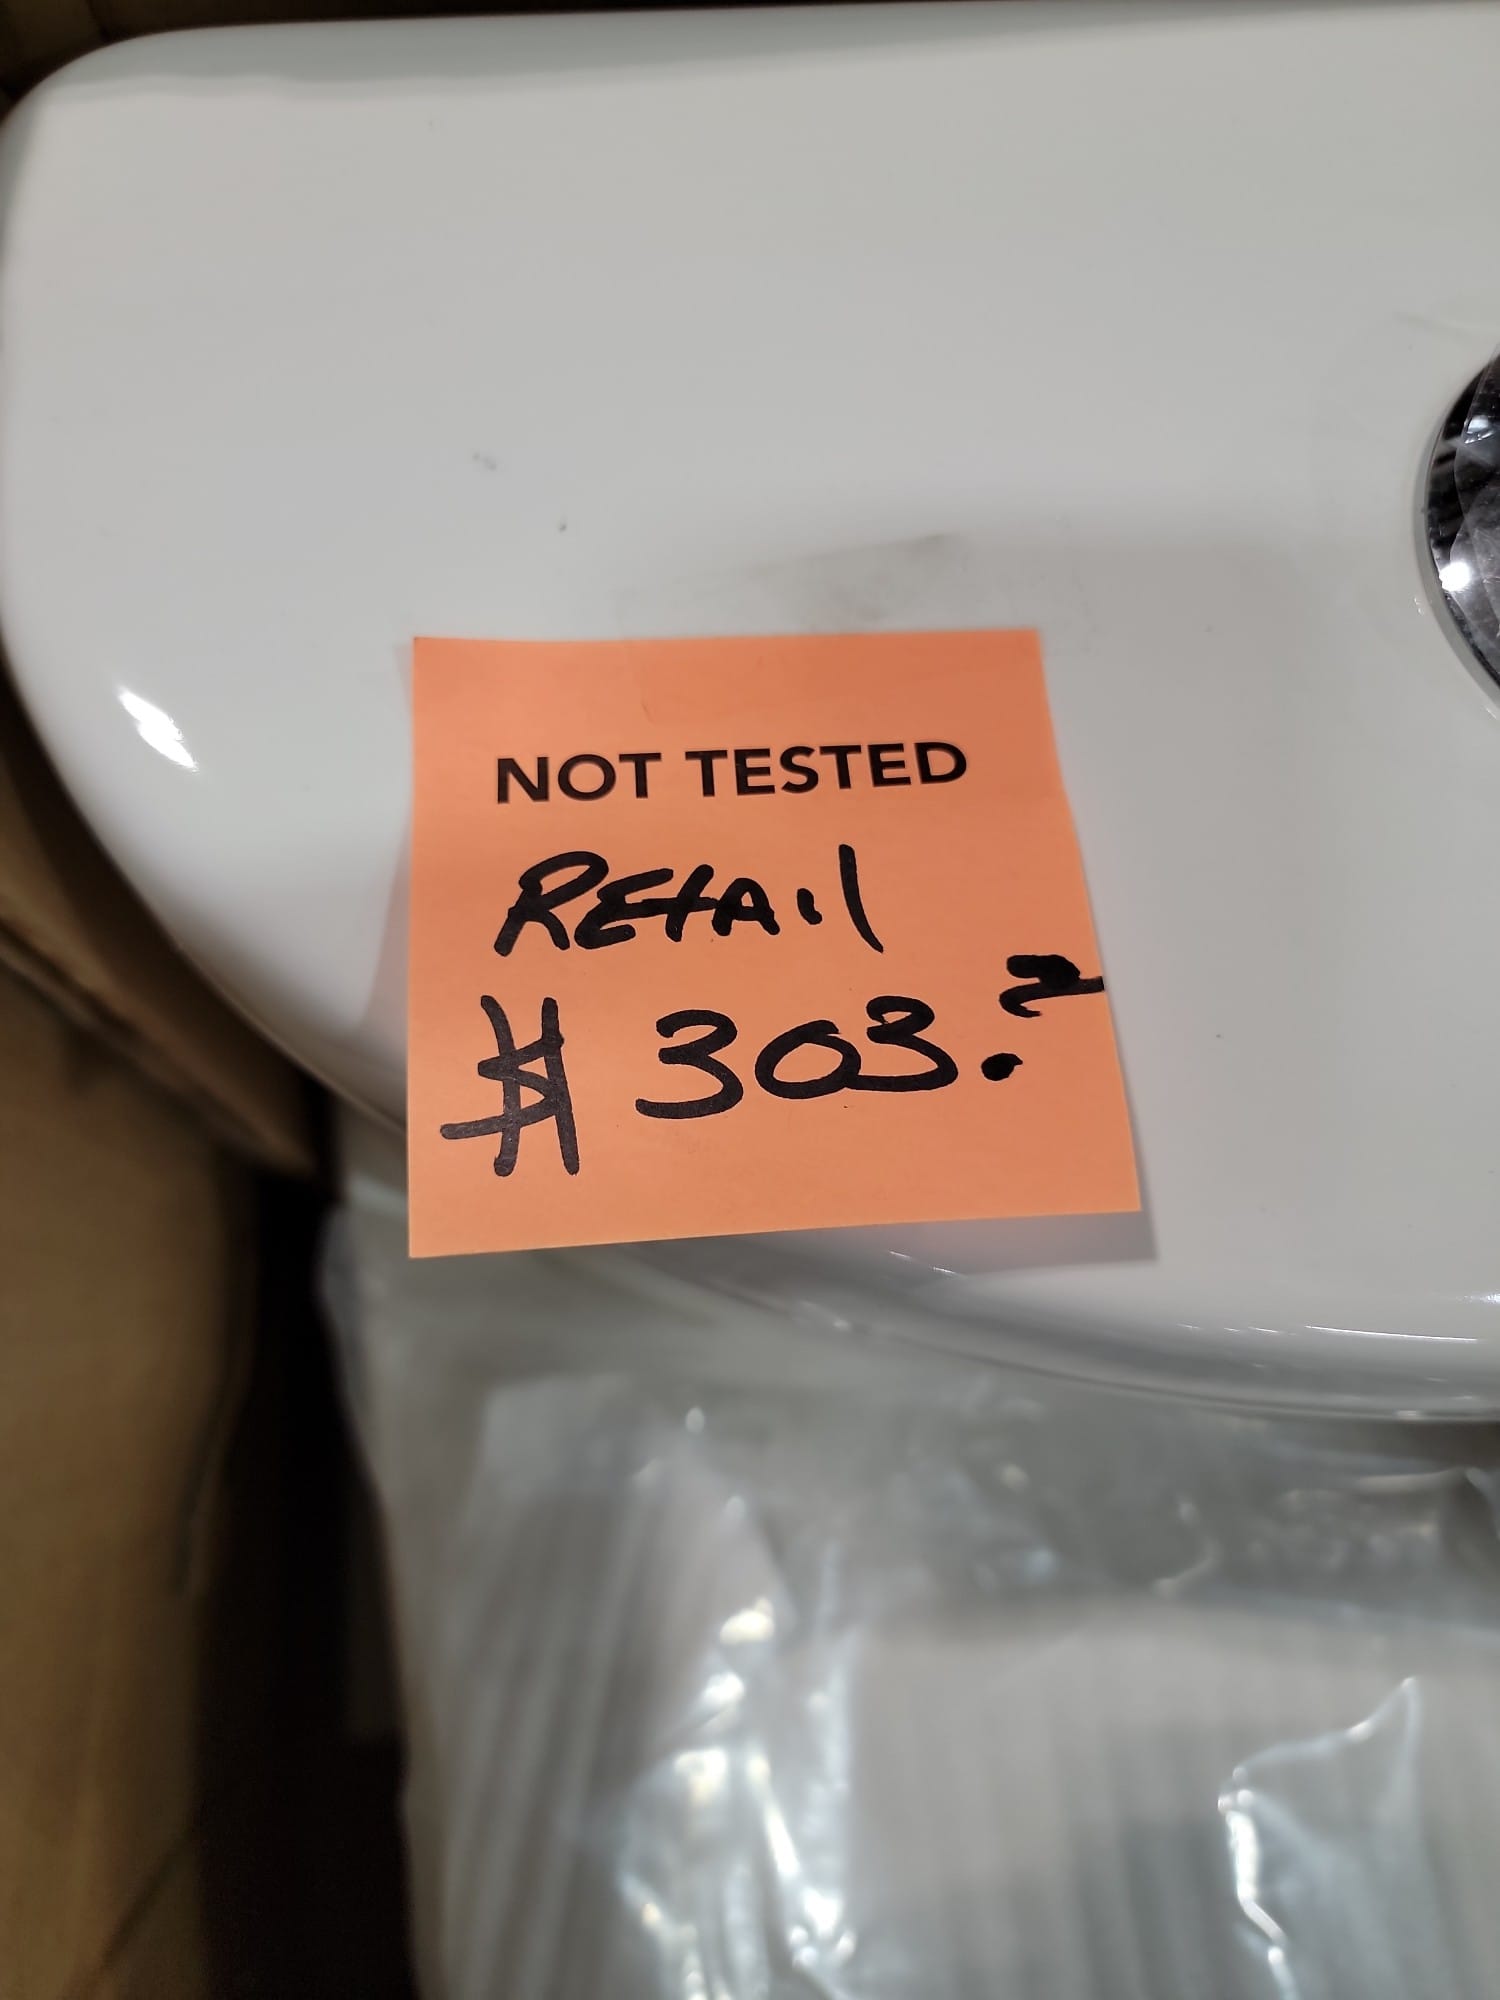 NOT TESTED
RETAIL
$ 303.